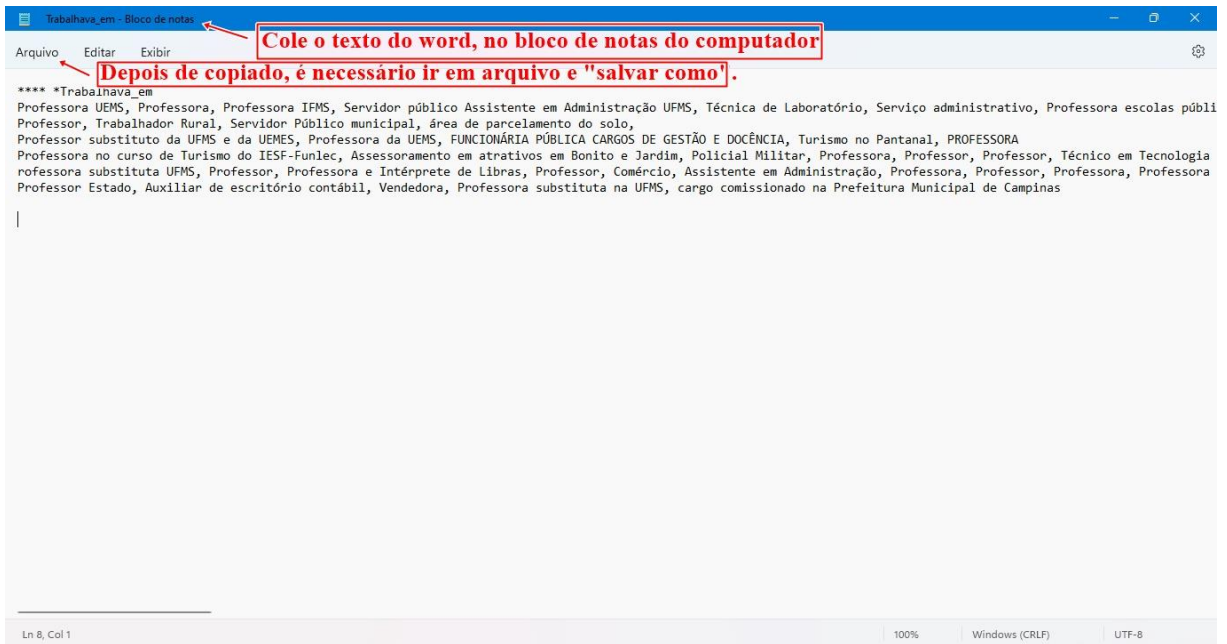 Trabalhava_em - Bloco de notas
Cole o texto do word, no bloco de notas do computador
Arquivo Editar Exibir
Depois de copiado, é necessário ir em arquivo e "salvar como'.
**** *Trabalhava_em
Professora UEMS, Professora, Professora IFMS, Servidor público Assistente em Administração UFMS, Técnica de Laboratório, Serviço administrativo, Professora escolas públi
Professor, Trabalhador Rural, Servidor Público municipal, área de parcelamento do solo,
Professor substituto da UFMS e da UEMES, Professora da UEMS, FUNCIONÁRIA PÚBLICA CARGOS DE GESTÃO E DOCÊNCIA, Turismo no Pantanal, PROFESSORA
Professora no curso de Turismo do IESF-Funlec, Assessoramento em atrativos em Bonito e Jardim, Policial Militar, Professora, Professor, Professor, Técnico em Tecnologia
rofessora substituta UFMS, Professor, Professora e Intérprete de Libras, Professor, Comércio, Assistente em Administração, Professora, Professor, Professora, Professora
Professor Estado, Auxiliar de escritório contábil, Vendedora, Professora substituta na UFMS, cargo comissionado na Prefeitura Municipal de Campinas
Ln 8, Col 1 100% Windows (CRLF) UTF-8